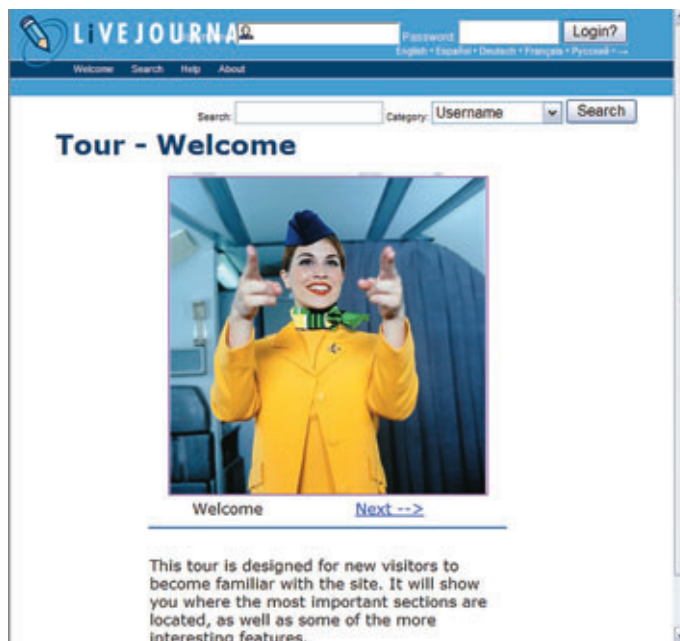 LiVEJOURNA
Password
Login?
English • Español • Deutsch • Français • Русский • ...
Welcome Search Help About
Search: Category: Username Search
Tour - Welcome
Welcome Next -->
This tour is designed for new visitors to
become familiar with the site. It will show
you where the most important sections are
located, as well as some of the more
interesting features.